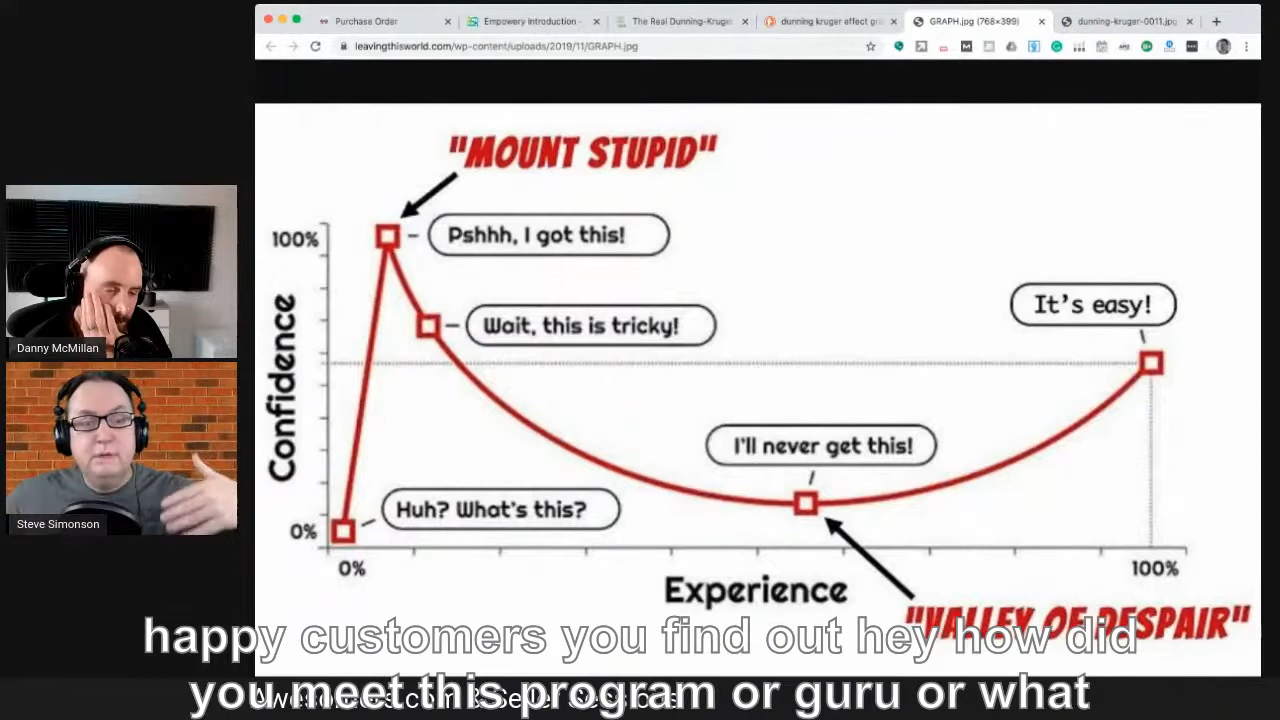 Purchase Order
Empowery Introduction -
The Real Dunning-Kruger
dunning kruger effect gra
GRAPH.jpg (768×399)
dunning-kruger-0011.jpg
leavingthisworld.com/wp-content/uploads/2019/11/GRAPH.jpg
"MOUNT STUPID"
100%
Pshhh, I got this!
It's easy!
Wait, this is tricky!
Confidence
I'll never get this!
Huh? What's this?
0%
0%
100%
Experience
"VALLEY OF DESPAIR"
Danny McMillan
Steve Simonson
happy customers you find out hey how did
you meet this program or guru or what